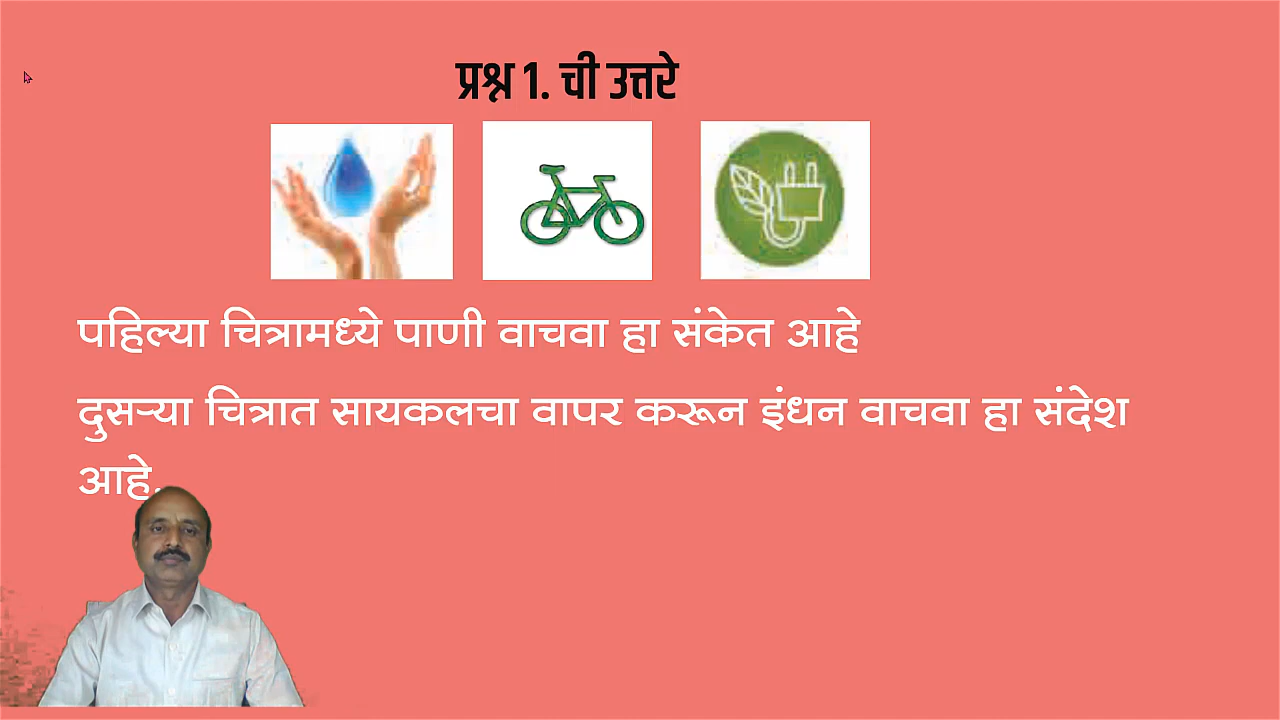 प्रश्न 1. ची उत्तरे
पहिल्या चित्रामध्ये पाणी वाचवा हा संकेत आहे
दुसऱ्या चित्रात सायकलचा वापर करून इंधन वाचवा हा संदेश
आहे.